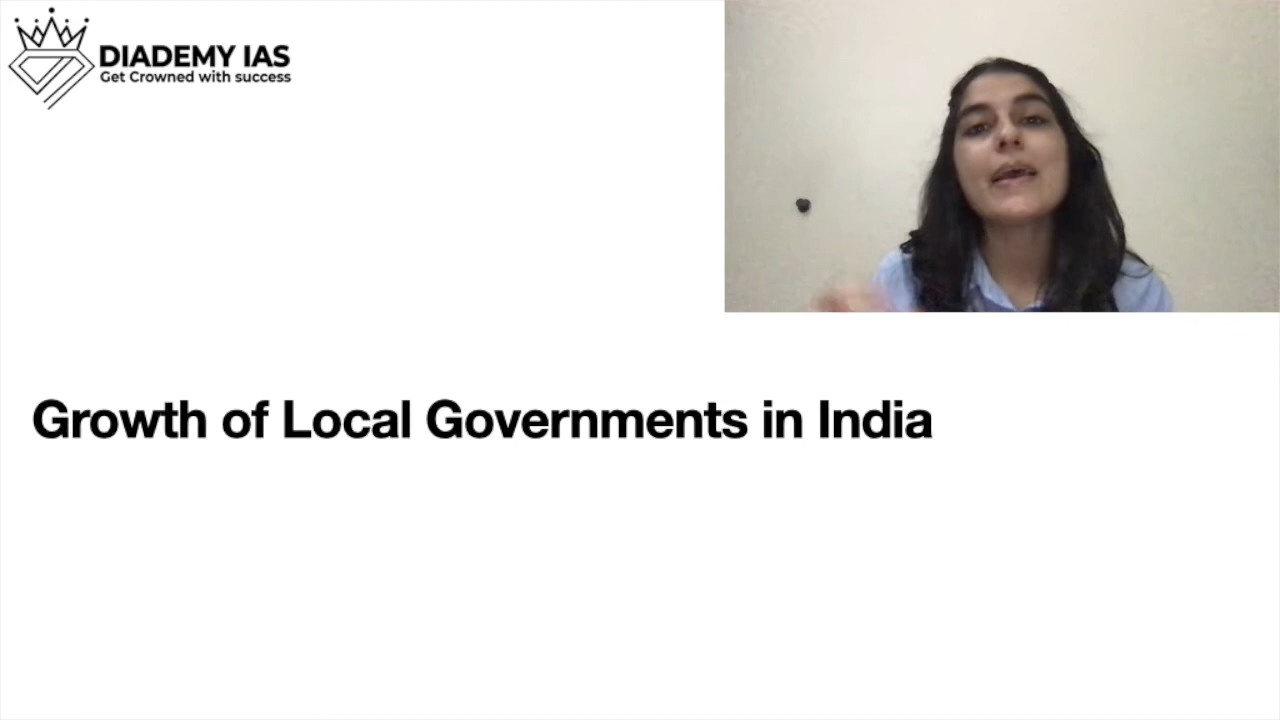 DIADEMY IAS
Get Crowned with success
Growth of Local Governments in India